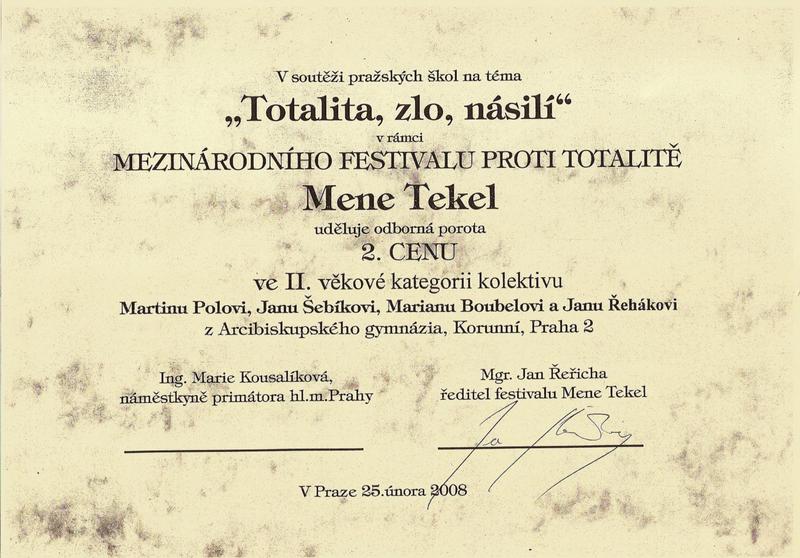 V soutěži pražských škol na téma
„Totalita, zlo, násilí“
v rámci
MEZINÁRODNÍHO FESTIVALU PROTI TOTALITĚ
Mene Tekel
uděluje odborná porota
2. CENU
ve II. věkové kategorii kolektivu
Martinu Polovi, Janu Šebíkovi, Marianu Boubelovi a Janu Řehákovi
z Arcibiskupského gymnázia, Korunní, Praha 2
Ing. Marie Kousalíková,
náměstkyně primátora hl.m.Prahy
Mgr. Jan Řeřicha
ředitel festivalu Mene Tekel
V Praze 25.února 2008